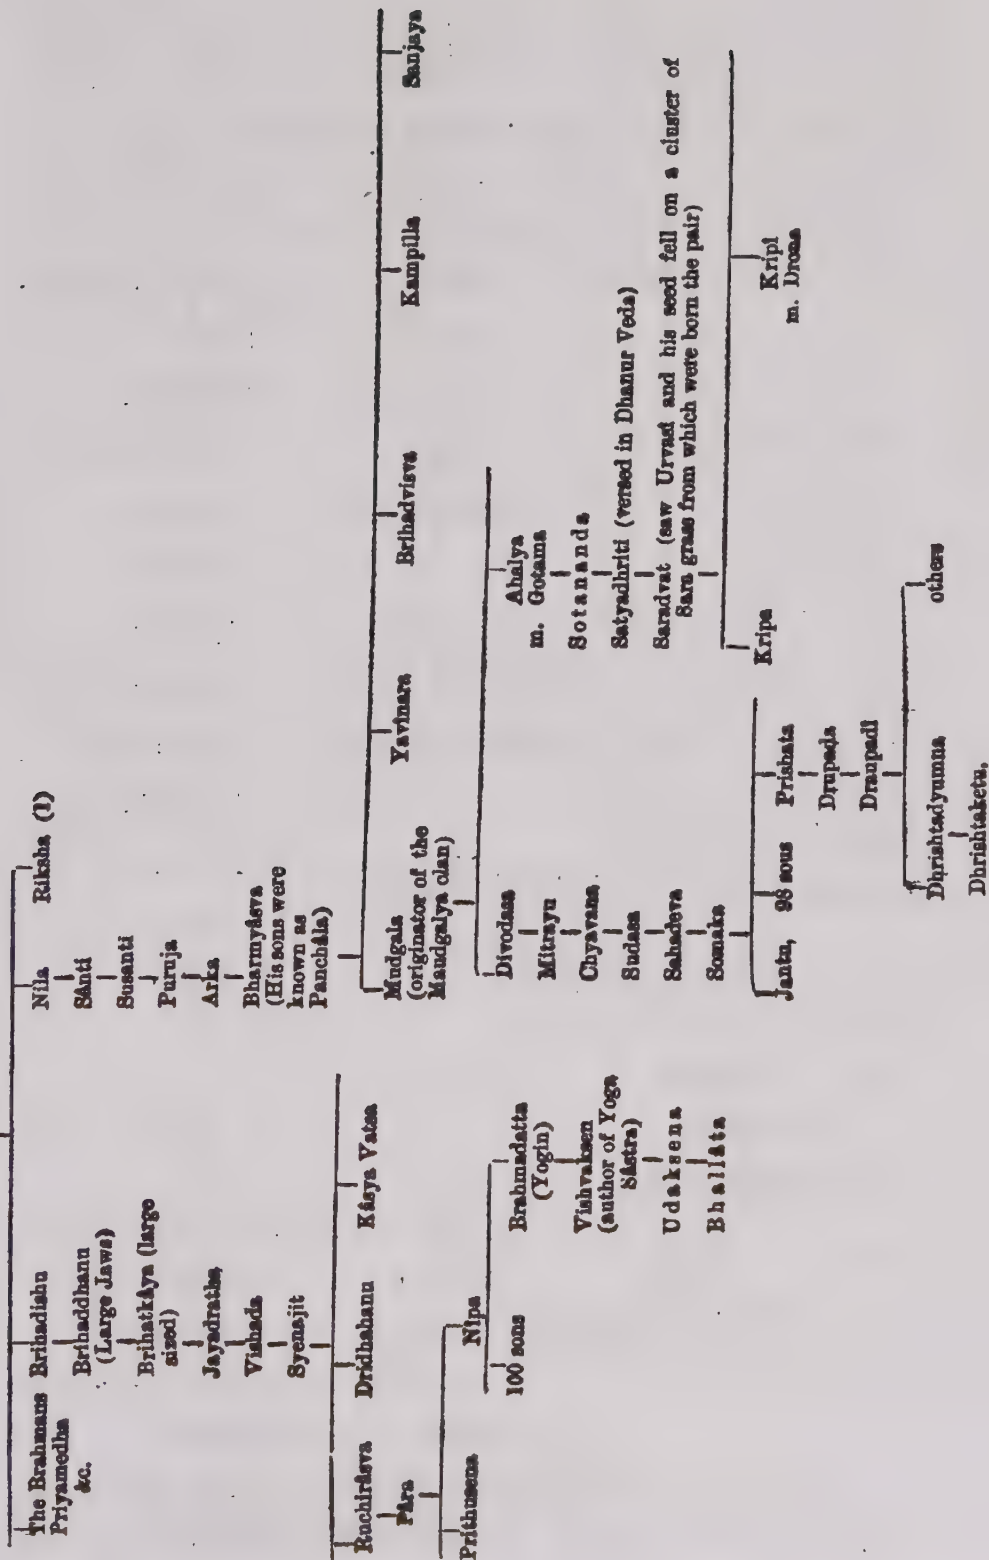 The Brahmans Brihadishu Nila Riksha (1)
Priyamedha
&c.
Brihaddhanu
(Large Jaws)
Brihatkâya (large
sized)
Jayadratha
Vishada
Syenajit
Sànti
Susanti
Puruja
Arka
Bharmyâsva
(His sons were
known as
Panchâla)
Ruchirâsva Dridhahanu Kâsya Vatsa
Pâra
Prithusena Nipa
100 sons Brahmadatta
(Yogin)
Vishvaksen
(author of Yoga
Sâstra)
Udaksena
Bhallâta
Mudgala Yavinara Brihadvisva Kampilla Sanjaya
(originator of the
Maudgalya clan)
Divodasa
Mitrayu
Chyavana
Sudasa
Sahadeva
Somaka
Ahalya
m. Gotama
Sotananda
Satyadhriti (versed in Dhanur Veda)
Saradvat (saw Urvasi and his seed fell on a cluster of
Sara grass from which were born the pair)
Kripa Kripi
m. Drona
Jantu, 98 sons Prishata
Drupada
Draupadi
Dhrishtadyumna others
Dhrishtaketu.